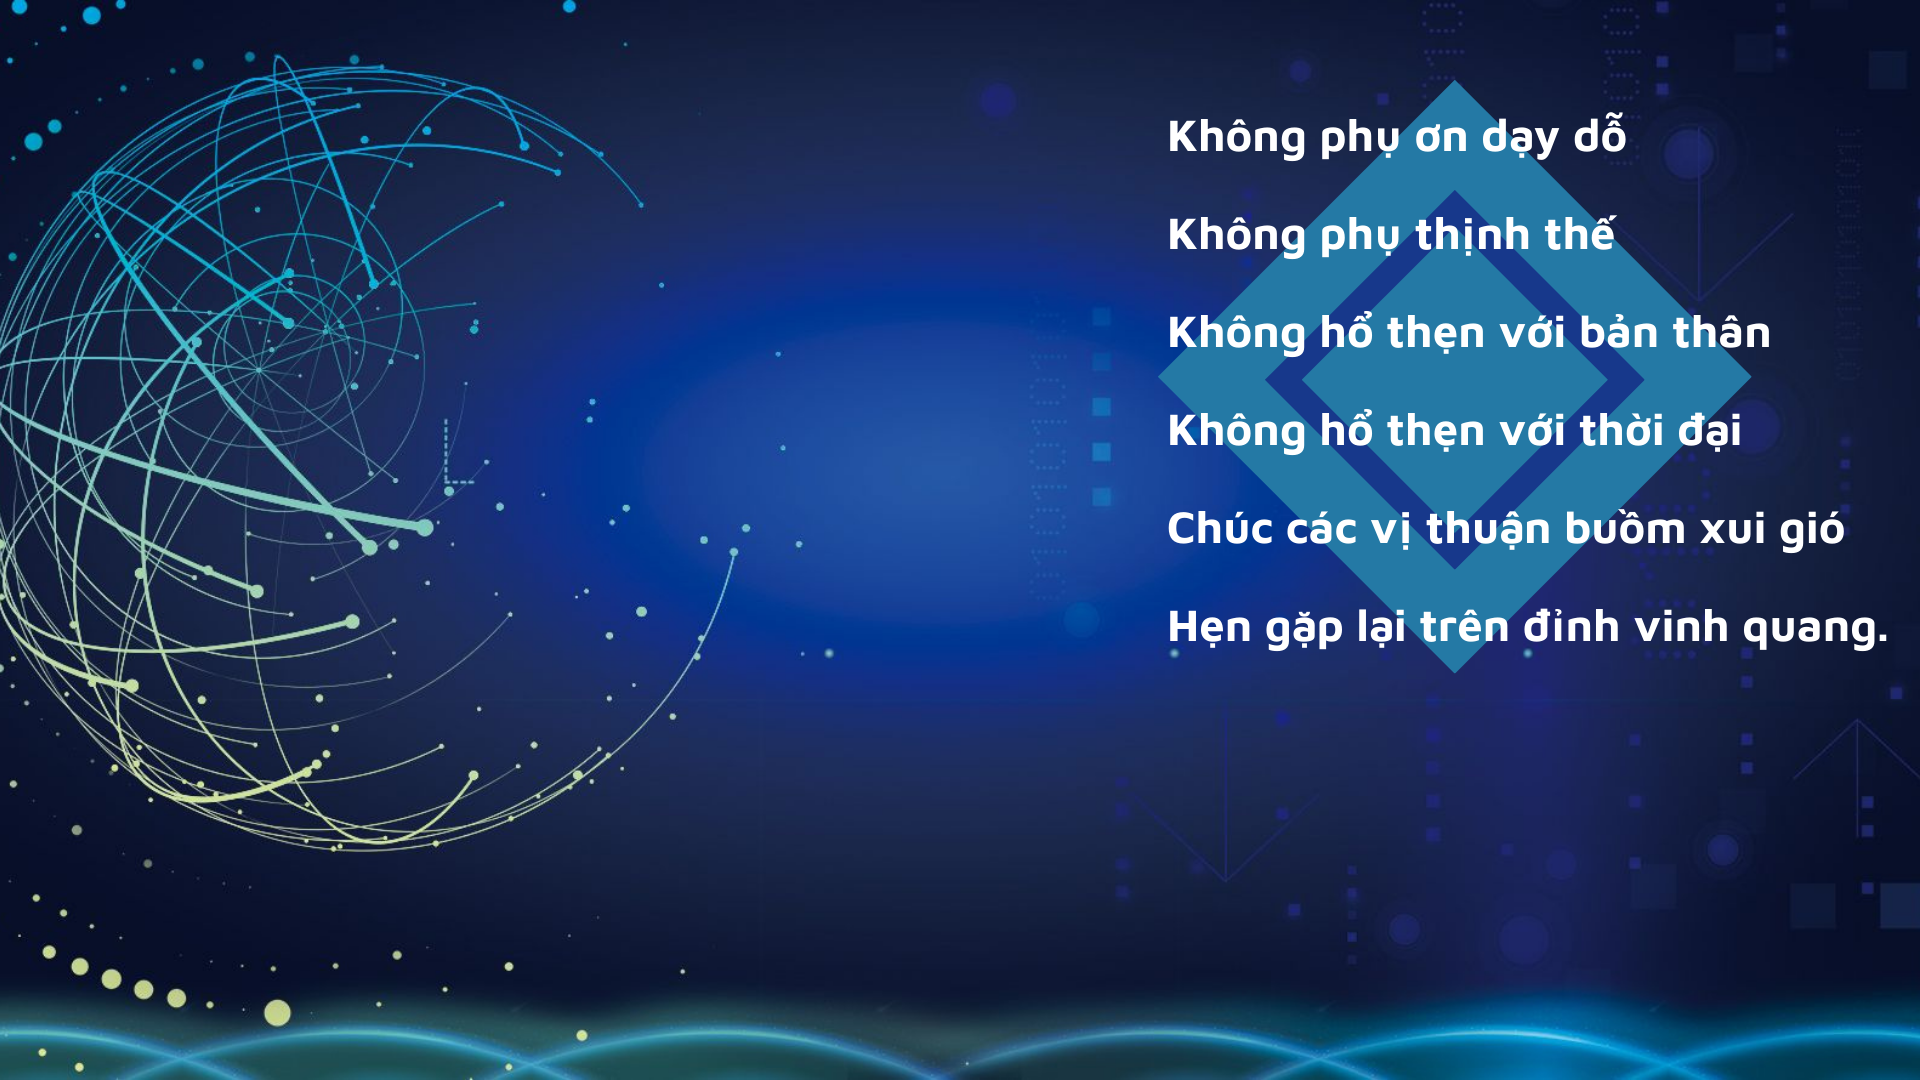 Không phụ ơn dạy dỗ
Không phụ thịnh thế
Không hổ thẹn với bản thân
Không hổ thẹn với thời đại
Chúc các vị thuận buồm xui gió
Hẹn gặp lại trên đỉnh vinh quang.